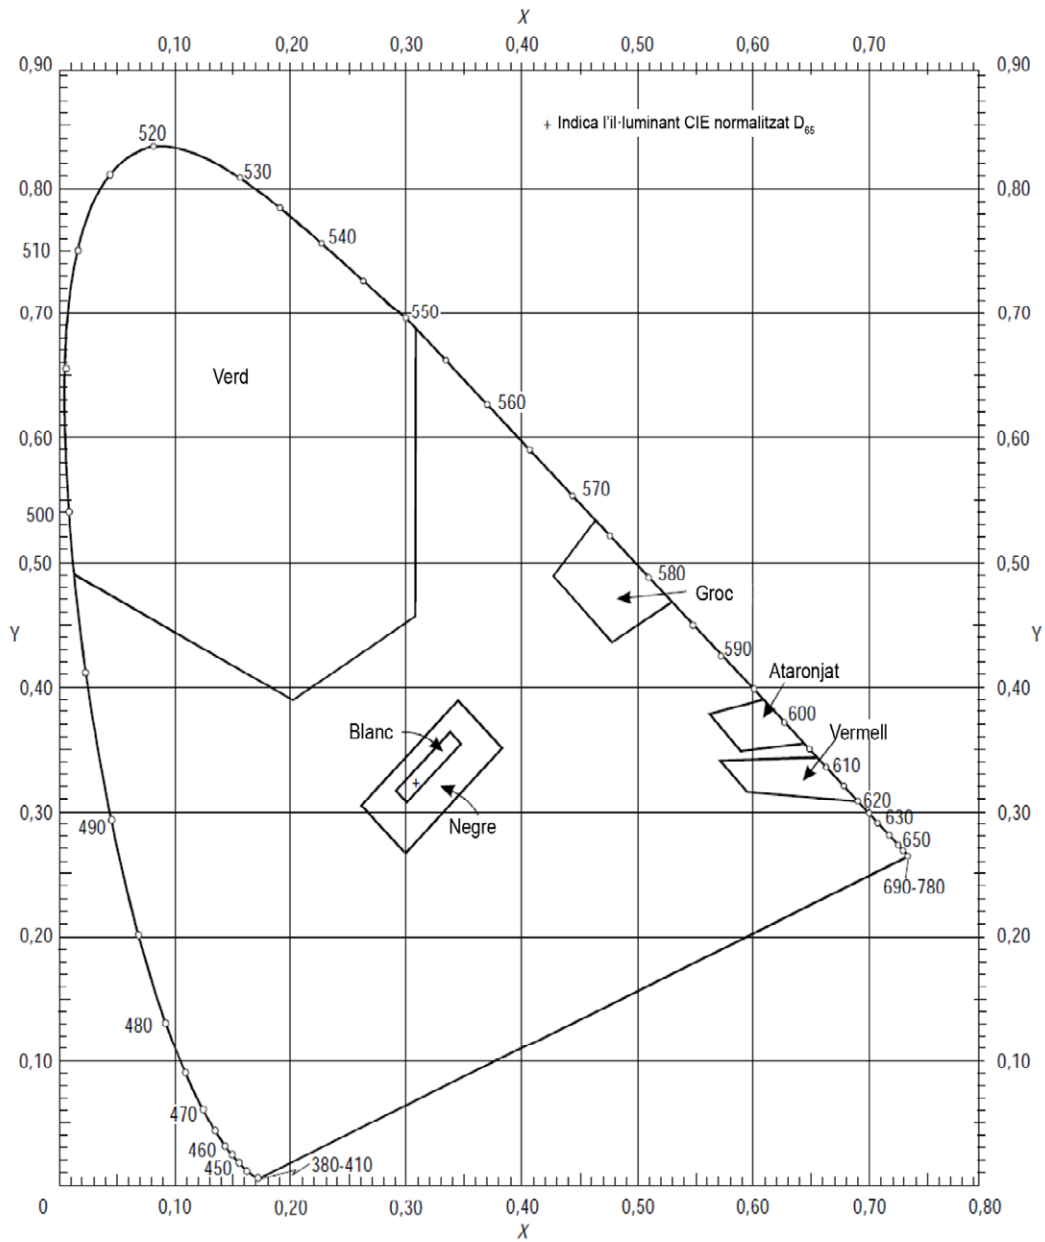 X
0,10 0,20 0,30 0,40 0,50 0,60 0,70
0,90 0,90
+ Indica l'il·luminant CIE normalitzat D65
520
530
0,80 0,80
540
510
550
0,70 0,70
Verd
560
0,60 0,60
570
500
0,50 0,50
580
Groc
Y Y
590
Ataronjat
0,40 0,40
600
Blanc Vermell
610
620
0,30 0,30
630
490 Negre
650
690-780
0,20 0,20
480
0,10 0,10
470
460
450 380-410
0 0,10 0,20 0,30 0,40 0,50 0,60 0,70 0,80
X